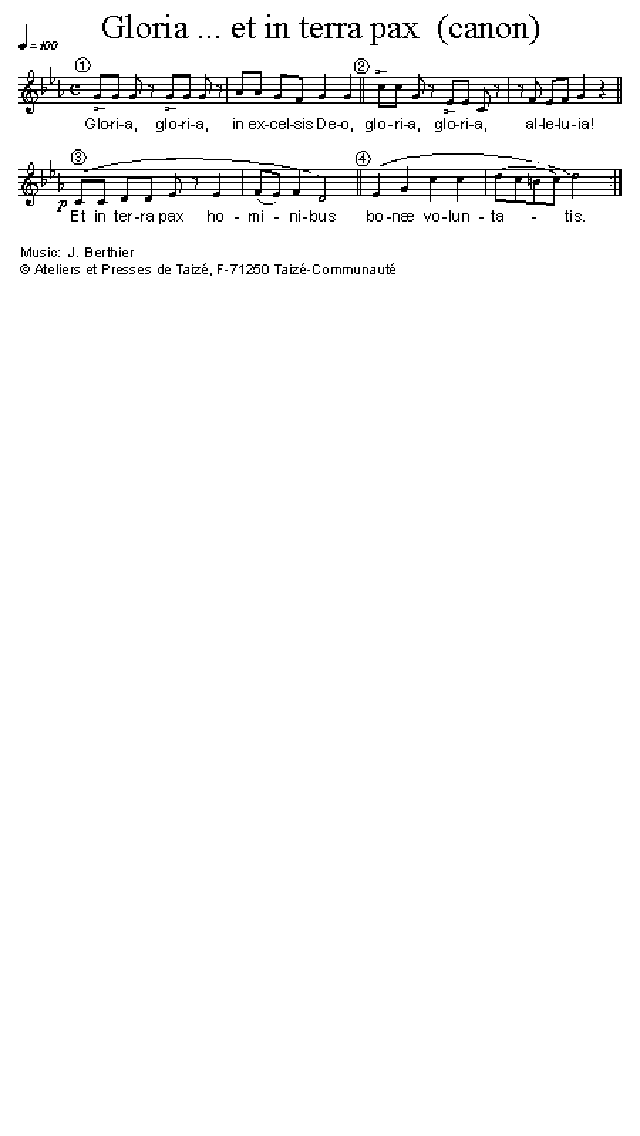 Gloria ... et in terra pax (canon)
♩ = 100
① ②
Glo-ri-a, glo-ri-a, in ex-cel-sis De-o, glo-ri-a, glo-ri-a, al-le-lu-ia!
③ ④
p
Et in ter-ra pax ho - mi - ni-bus bo-næ vo-lun - ta - tis.
Music: J. Berthier
© Ateliers et Presses de Taizé, F-71250 Taizé-Communauté